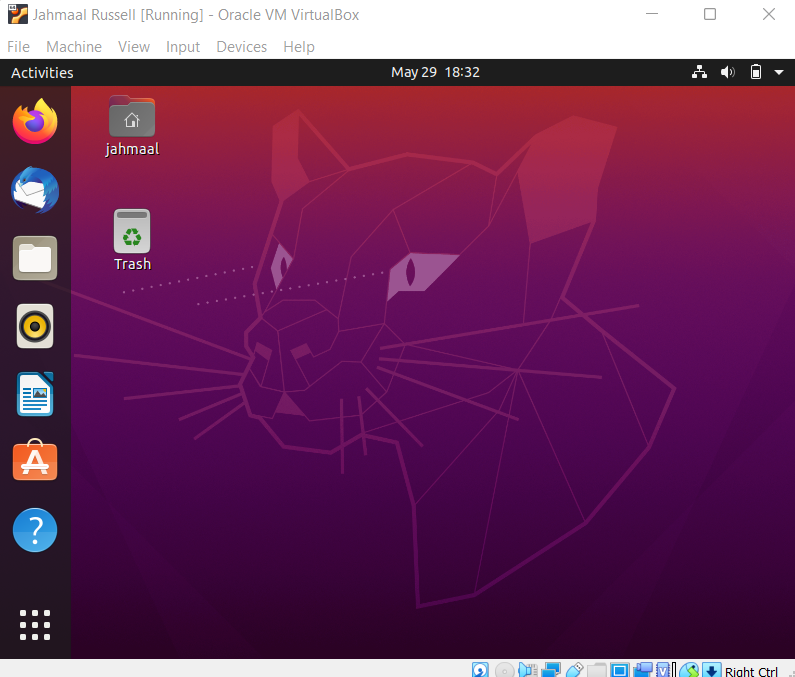 Jahmaal Russell [Running] - Oracle VM VirtualBox
File Machine View Input Devices Help
Activities May 29 18:32
jahmaal
Trash
?
Right Ctrl